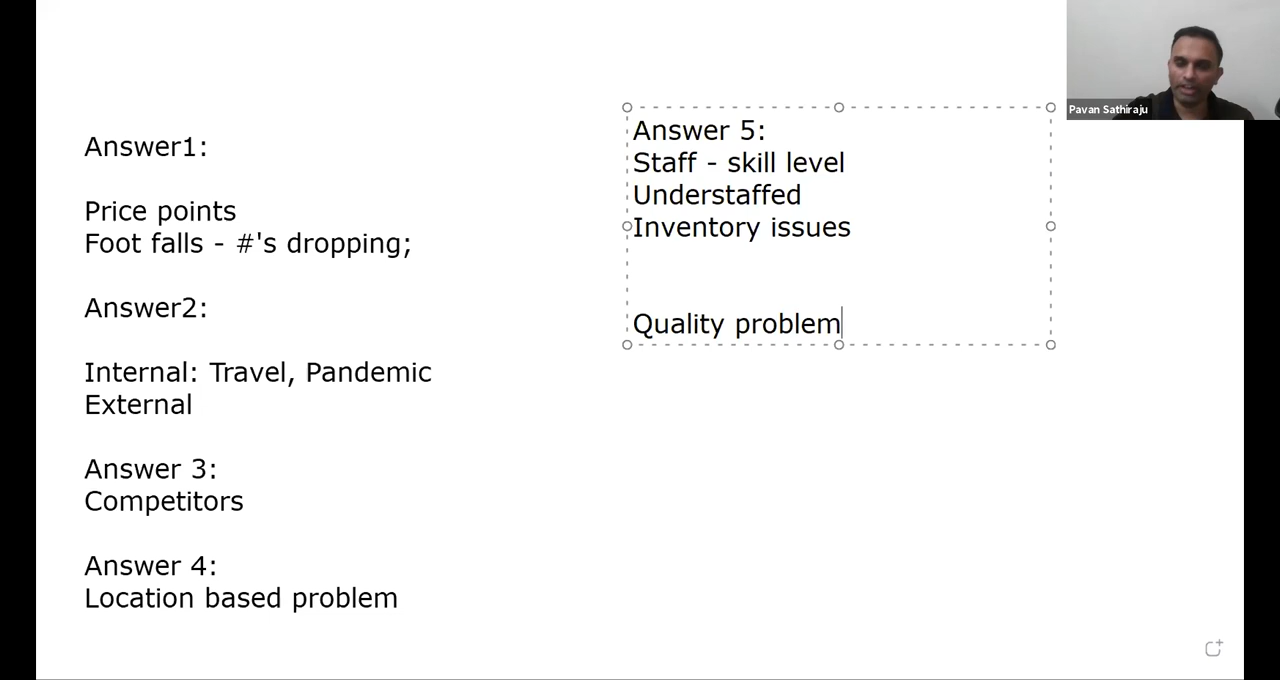 Answer1:
Price points
Foot falls - #'s dropping;
Answer2:
Internal: Travel, Pandemic
External
Answer 3:
Competitors
Answer 4:
Location based problem
Answer 5:
Staff - skill level
Understaffed
Inventory issues
Quality problem
Pavan Sathiraju